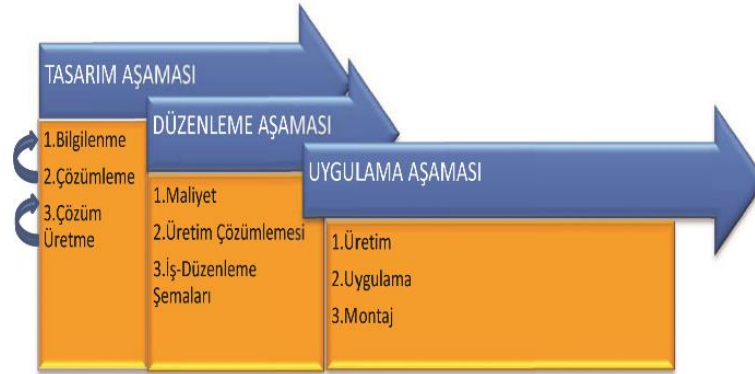 TASARIM AŞAMASI
1.Bilgilenme
2.Çözümleme
3.Çözüm
Üretme
DÜZENLEME AŞAMASI
1.Maliyet
2.Üretim Çözümlemesi
3.İş-Düzenleme
Şemaları
UYGULAMA AŞAMASI
1.Üretim
2.Uygulama
3.Montaj